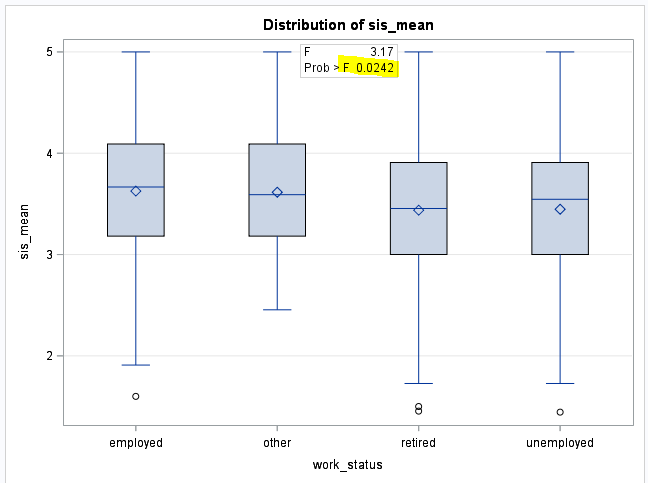 Distribution of sis_mean
F 3.17
Prob > F 0.0242
5
4
3
2
sis_mean
employed other retired unemployed
work_status